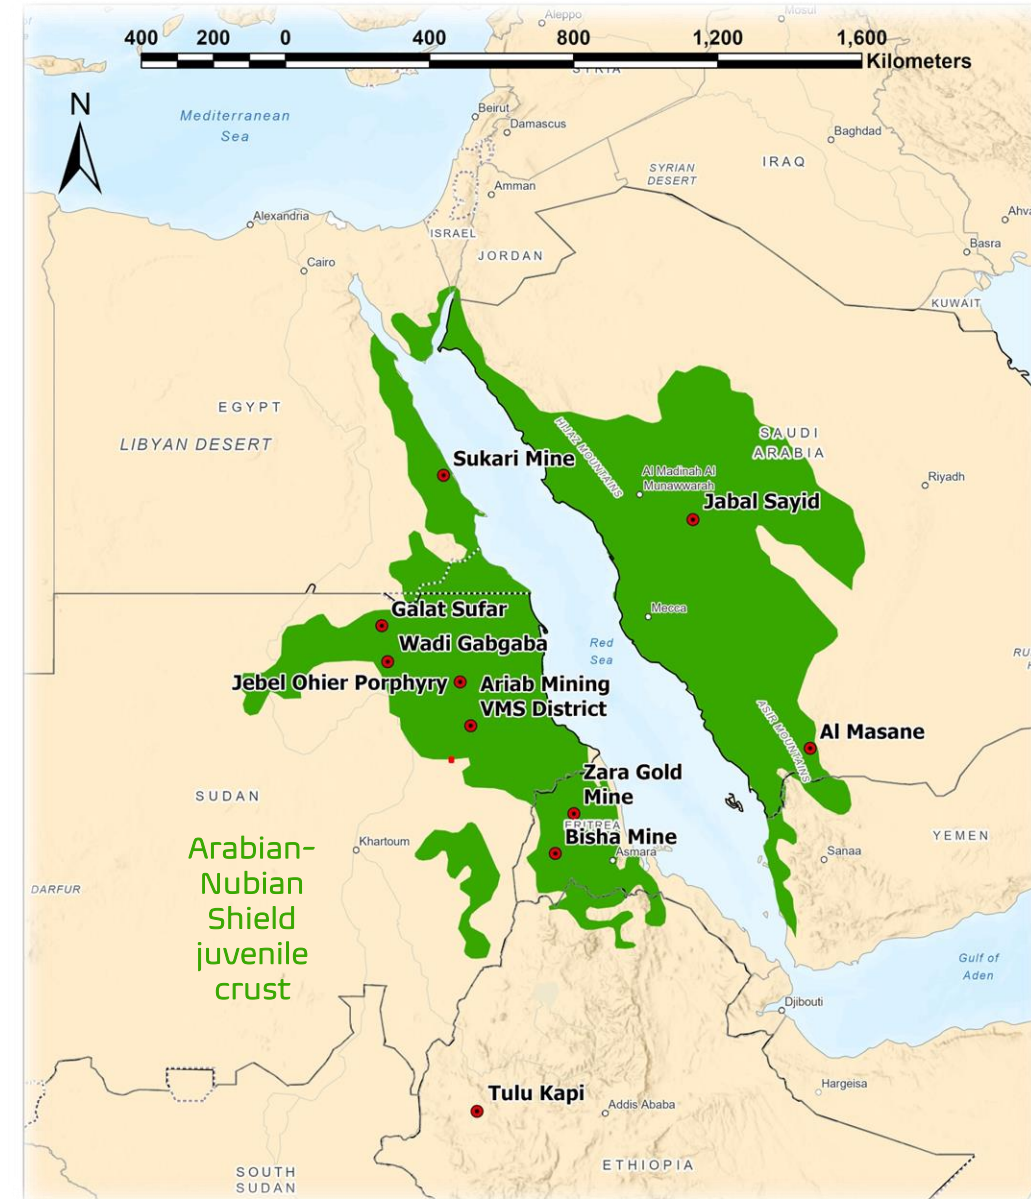 Aleppo
Mosul
400 200 0 400 800 1,200 1,600
Kilometers
SYRIA
N
Mediterranean
Sea
Beirut
Damascus
Baghdad
IRAQ
SYRIAN
DESERT
Amman
Alexandria
ISRAEL
Ahva
JORDAN
Basra
Cairo
KUWAIT
EGYPT
LIBYAN DESERT
HIJAZ MOUNTAINS
SAUDI
ARABIA
Sukari Mine
Al Madinah Al
Munawwarah
Riyadh
Jabal Sayid
Galat Sufar
Mecca
Wadi Gabgaba
Red
Sea
RU
Jebel Ohier Porphyry
Ariab Mining
VMS District
ASIR MOUNTAINS
Al Masane
Zara Gold
Mine
SUDAN
ERITREA
Bisha Mine
YEMEN
Khartoum
Asmara
Sanaa
Arabian-
Nubian
Shield
juvenile
crust
DARFUR
Gulf of
Aden
Djibouti
Hargeisa
Tulu Kapi
Addis Ababa
ETHIOPIA
SOUTH
SUDAN